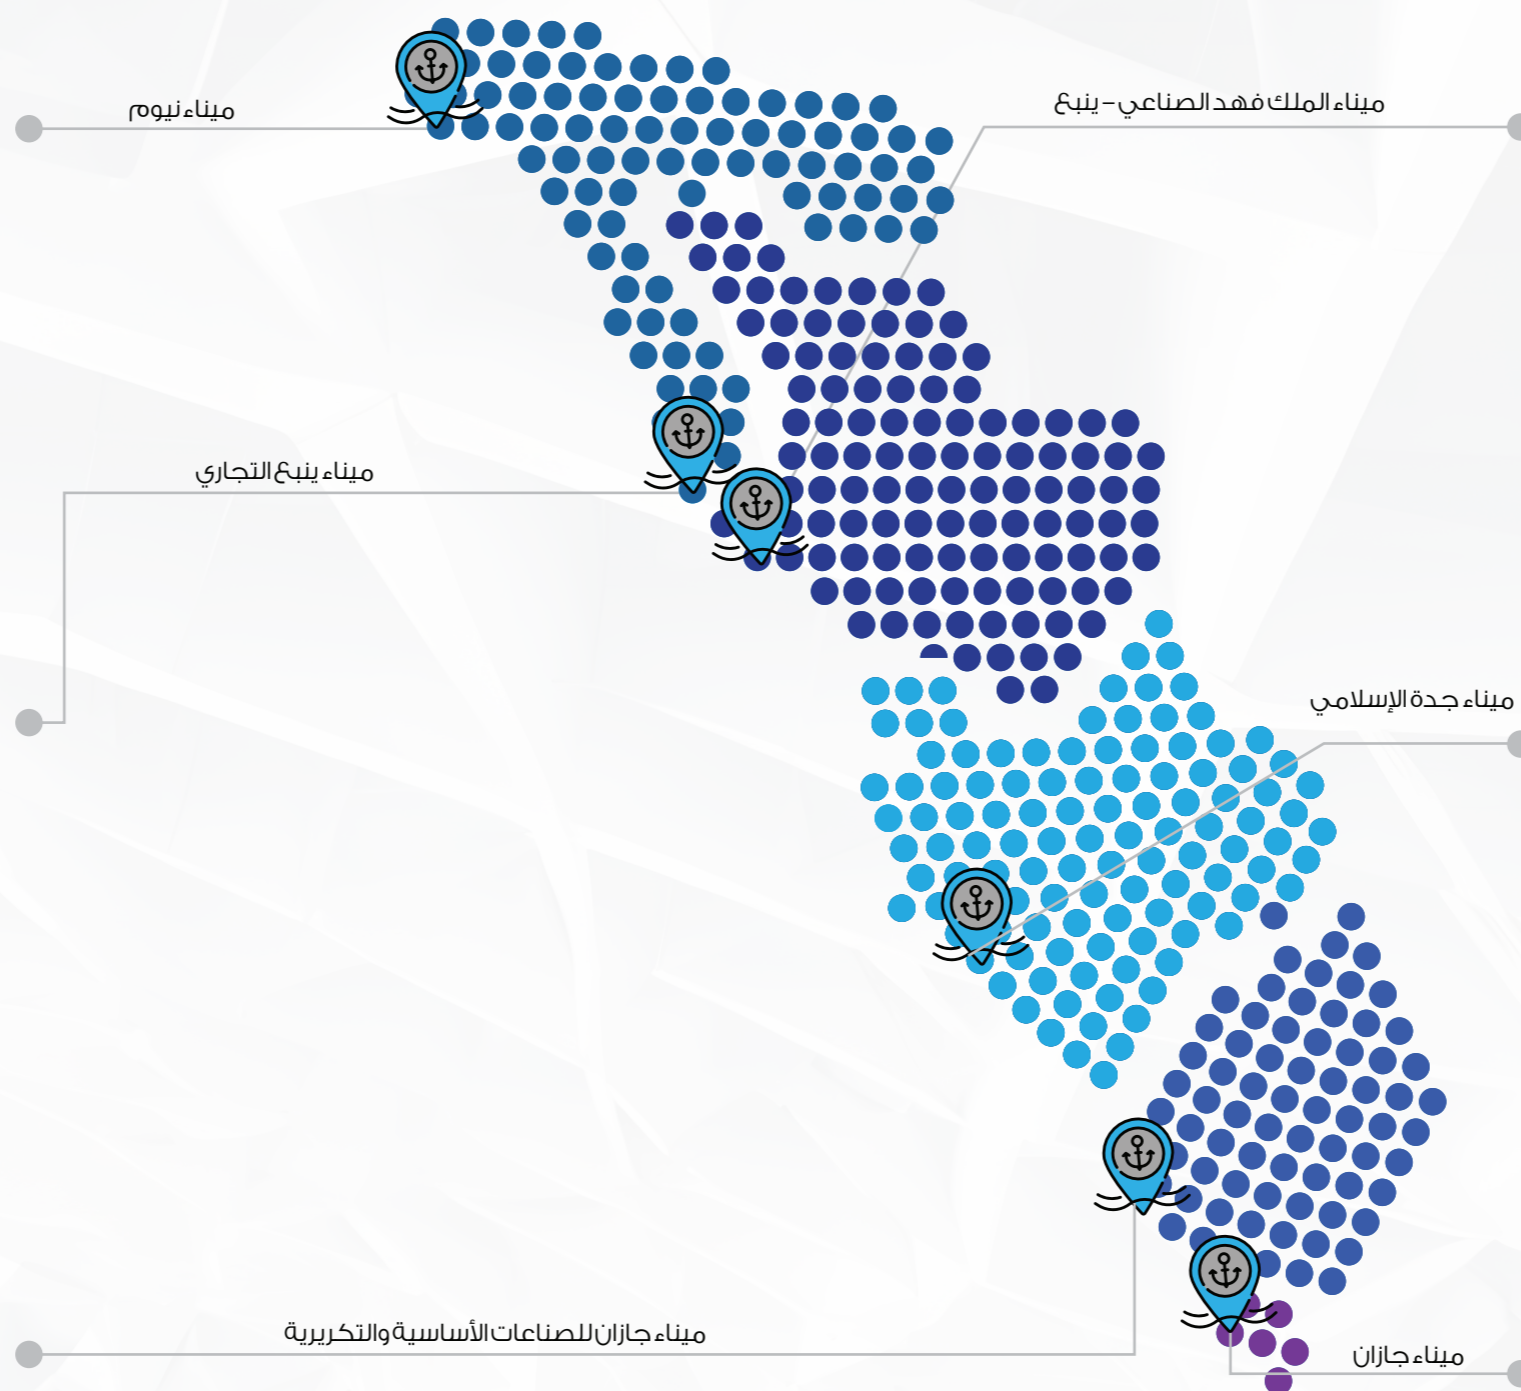 ميناء الملك فهد الصناعي – ينبع
ميناء نيوم
ميناء ينبع التجاري
ميناء جدة الإسلامي
ميناء جازان للصناعات الأساسية والتكريرية
ميناء جازان